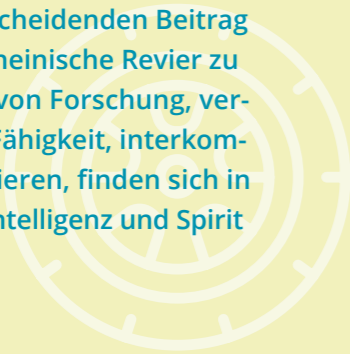 cheidenden Beitrag
heinische Revier zu
von Forschung, ver-
Fähigkeit, interkom-
ieren, finden sich in
ntelligenz und Spirit